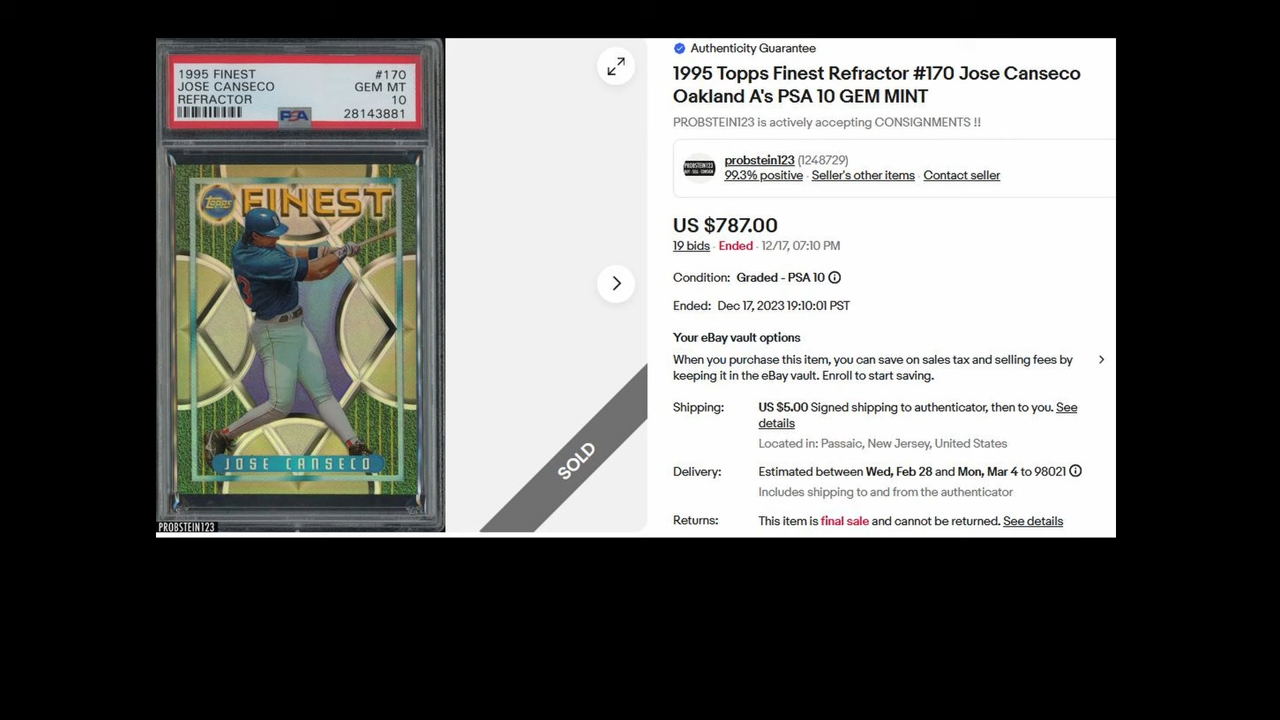 1995 FINEST #170
JOSE CANSECO GEM MT
REFRACTOR 10
PSA 28143881
topps FINEST
JOSE CANSECO
PROBSTEIN123
SOLD
Authenticity Guarantee
1995 Topps Finest Refractor #170 Jose Canseco
Oakland A's PSA 10 GEM MINT
PROBSTEIN123 is actively accepting CONSIGNMENTS !!
PROBSTEIN123
probstein123 (1248729)
99.3% positive · Seller's other items · Contact seller
US $787.00
19 bids · Ended · 12/17, 07:10 PM
Condition: Graded - PSA 10
Ended: Dec 17, 2023 19:10:01 PST
Your eBay vault options
When you purchase this item, you can save on sales tax and selling fees by
keeping it in the eBay vault. Enroll to start saving.
Shipping: US $5.00 Signed shipping to authenticator, then to you. See
details
Located in: Passaic, New Jersey, United States
Delivery: Estimated between Wed, Feb 28 and Mon, Mar 4 to 98021
Includes shipping to and from the authenticator
Returns: This item is final sale and cannot be returned. See details